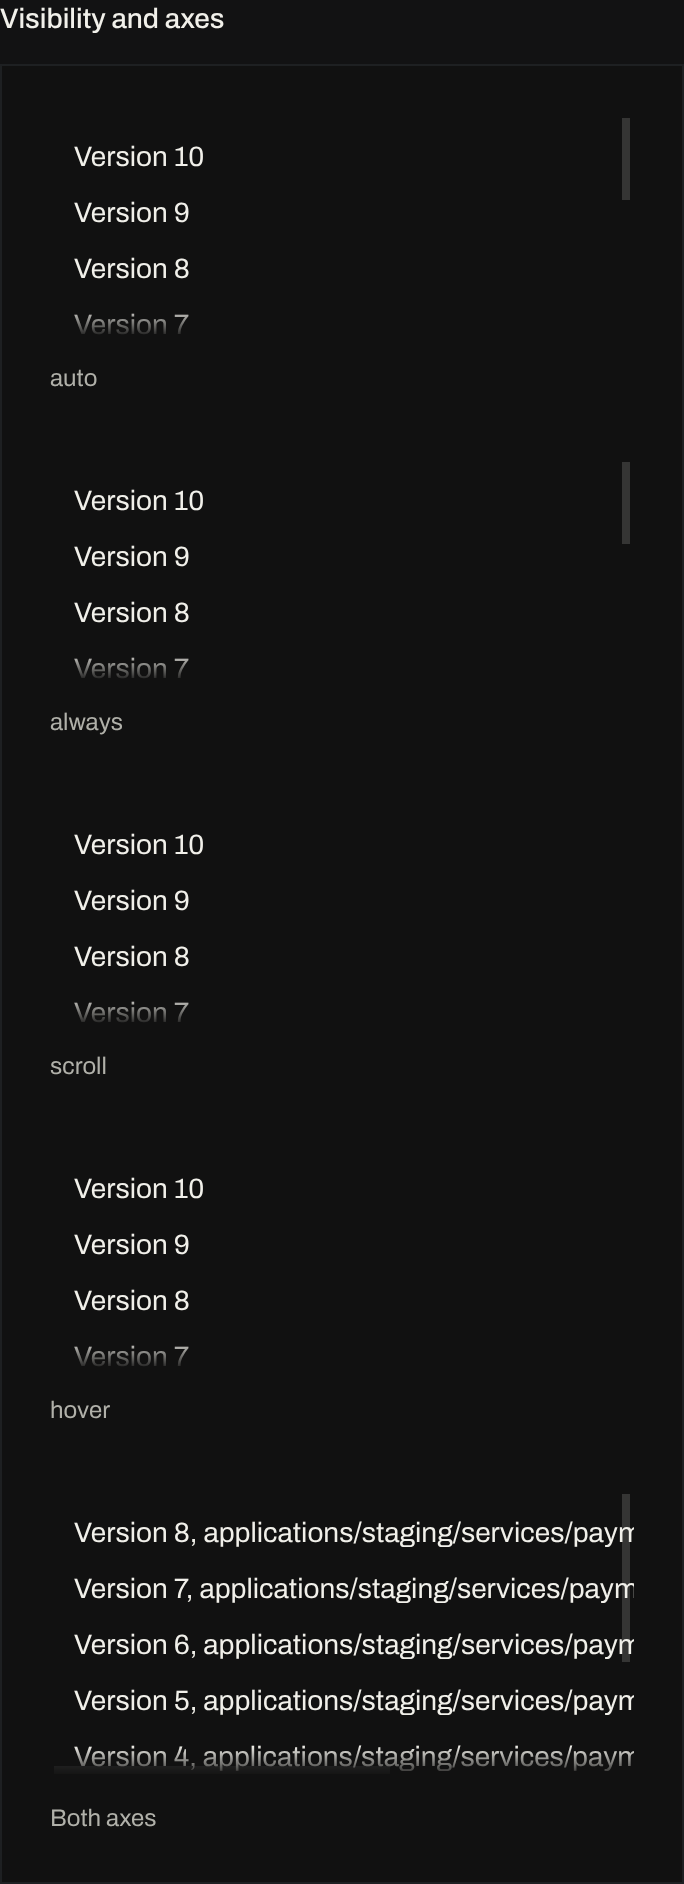 Visibility and axes
Version 10
Version 9
Version 8
Version 7
auto
Version 10
Version 9
Version 8
Version 7
always
Version 10
Version 9
Version 8
Version 7
scroll
Version 10
Version 9
Version 8
Version 7
hover
Version 8, applications/staging/services/paym
Version 7, applications/staging/services/paym
Version 6, applications/staging/services/paym
Version 5, applications/staging/services/paym
Version 4, applications/staging/services/paym
Both axes